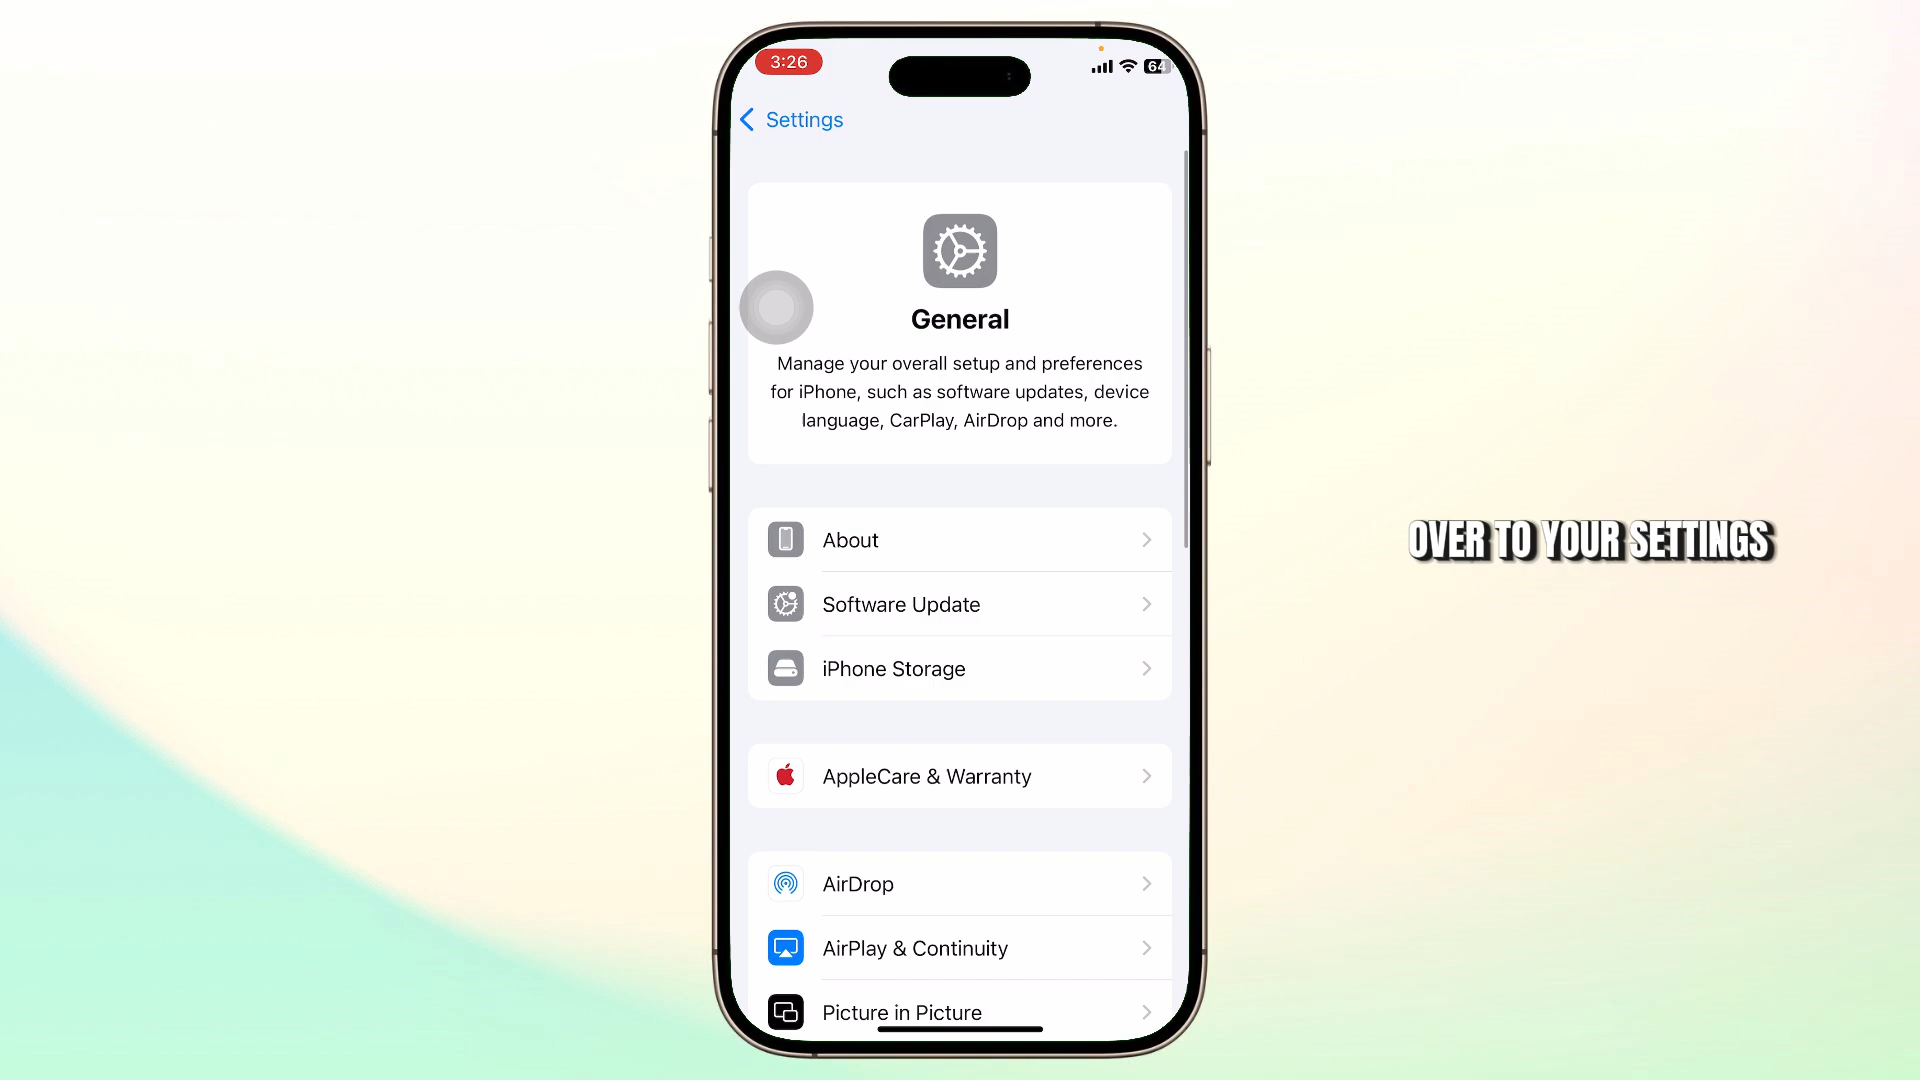 3:26
64
Settings
General
Manage your overall setup and preferences
for iPhone, such as software updates, device
language, CarPlay, AirDrop and more.
About
Software Update
iPhone Storage
AppleCare & Warranty
AirDrop
AirPlay & Continuity
Picture in Picture
OVER TO YOUR SETTINGS